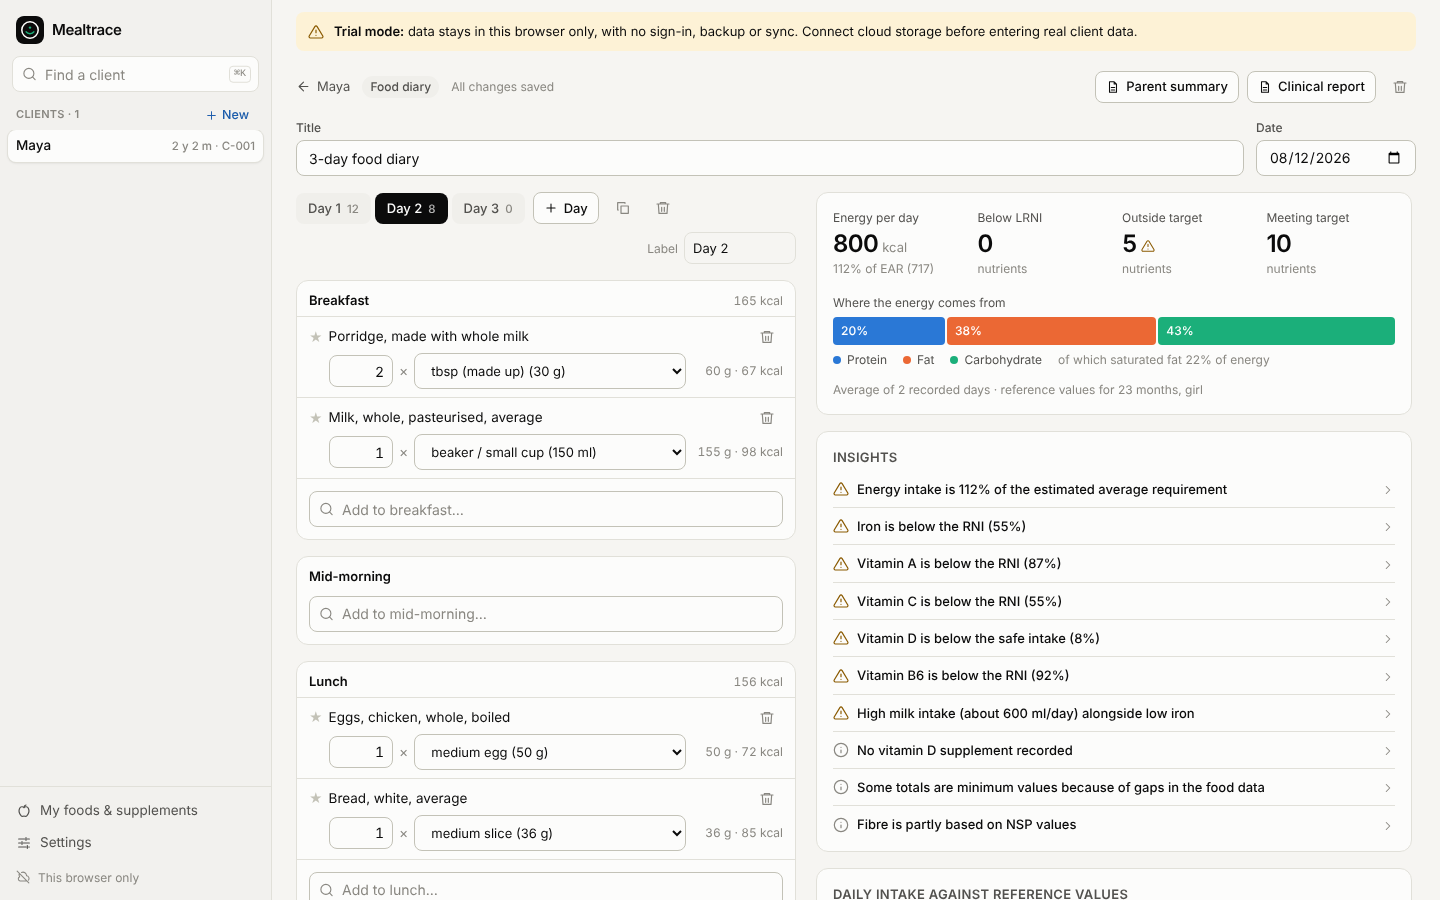 Mealtrace
Find a client
⌘K
CLIENTS · 1
+ New
Maya
2 y 2 m · C-001
My foods & supplements
Settings
This browser only
Trial mode: data stays in this browser only, with no sign-in, backup or sync. Connect cloud storage before entering real client data.
← Maya
Food diary
All changes saved
Parent summary
Clinical report
Title
3-day food diary
Date
08/12/2026
Day 1 12
Day 2 8
Day 3 0
+ Day
Label
Day 2
Breakfast
165 kcal
Porridge, made with whole milk
2 × tbsp (made up) (30 g)
60 g · 67 kcal
Milk, whole, pasteurised, average
1 × beaker / small cup (150 ml)
155 g · 98 kcal
Add to breakfast...
Mid-morning
Add to mid-morning...
Lunch
156 kcal
Eggs, chicken, whole, boiled
1 × medium egg (50 g)
50 g · 72 kcal
Bread, white, average
1 × medium slice (36 g)
36 g · 85 kcal
Add to lunch...
Energy per day
800 kcal
112% of EAR (717)
Below LRNI
0
nutrients
Outside target
5
nutrients
Meeting target
10
nutrients
Where the energy comes from
20%
38%
43%
Protein
Fat
Carbohydrate
of which saturated fat 22% of energy
Average of 2 recorded days · reference values for 23 months, girl
INSIGHTS
Energy intake is 112% of the estimated average requirement
Iron is below the RNI (55%)
Vitamin A is below the RNI (87%)
Vitamin C is below the RNI (55%)
Vitamin D is below the safe intake (8%)
Vitamin B6 is below the RNI (92%)
High milk intake (about 600 ml/day) alongside low iron
No vitamin D supplement recorded
Some totals are minimum values because of gaps in the food data
Fibre is partly based on NSP values
DAILY INTAKE AGAINST REFERENCE VALUES